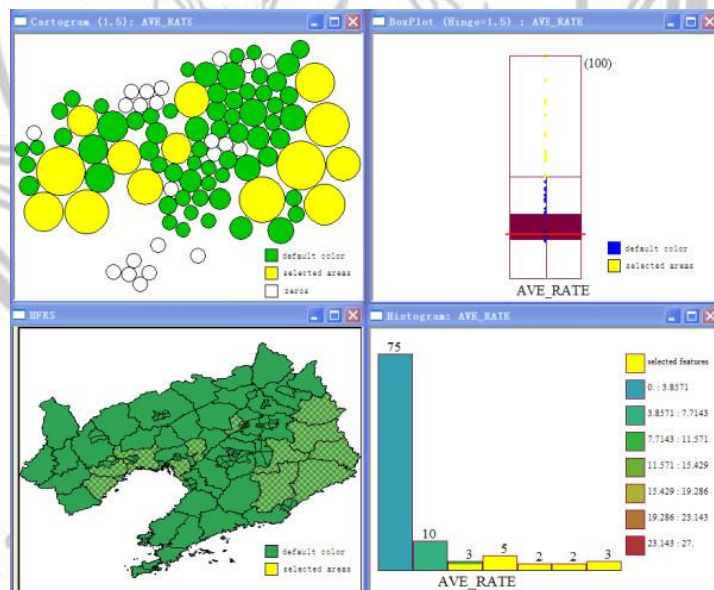 Cartogram (1.5): AVE_RATE
default color
selected areas
zeros
BoxPlot (Hinge=1.5) : AVE_RATE
(100)
default color
selected areas
AVE_RATE
HFRS
default color
selected areas
Histogram: AVE_RATE
75
10
3
5
2
2
3
AVE_RATE
selected features
0. : 3.8571
3.8571 : 7.7143
7.7143 : 11.571
11.571 : 15.429
15.429 : 19.286
19.286 : 23.143
23.143 : 27.